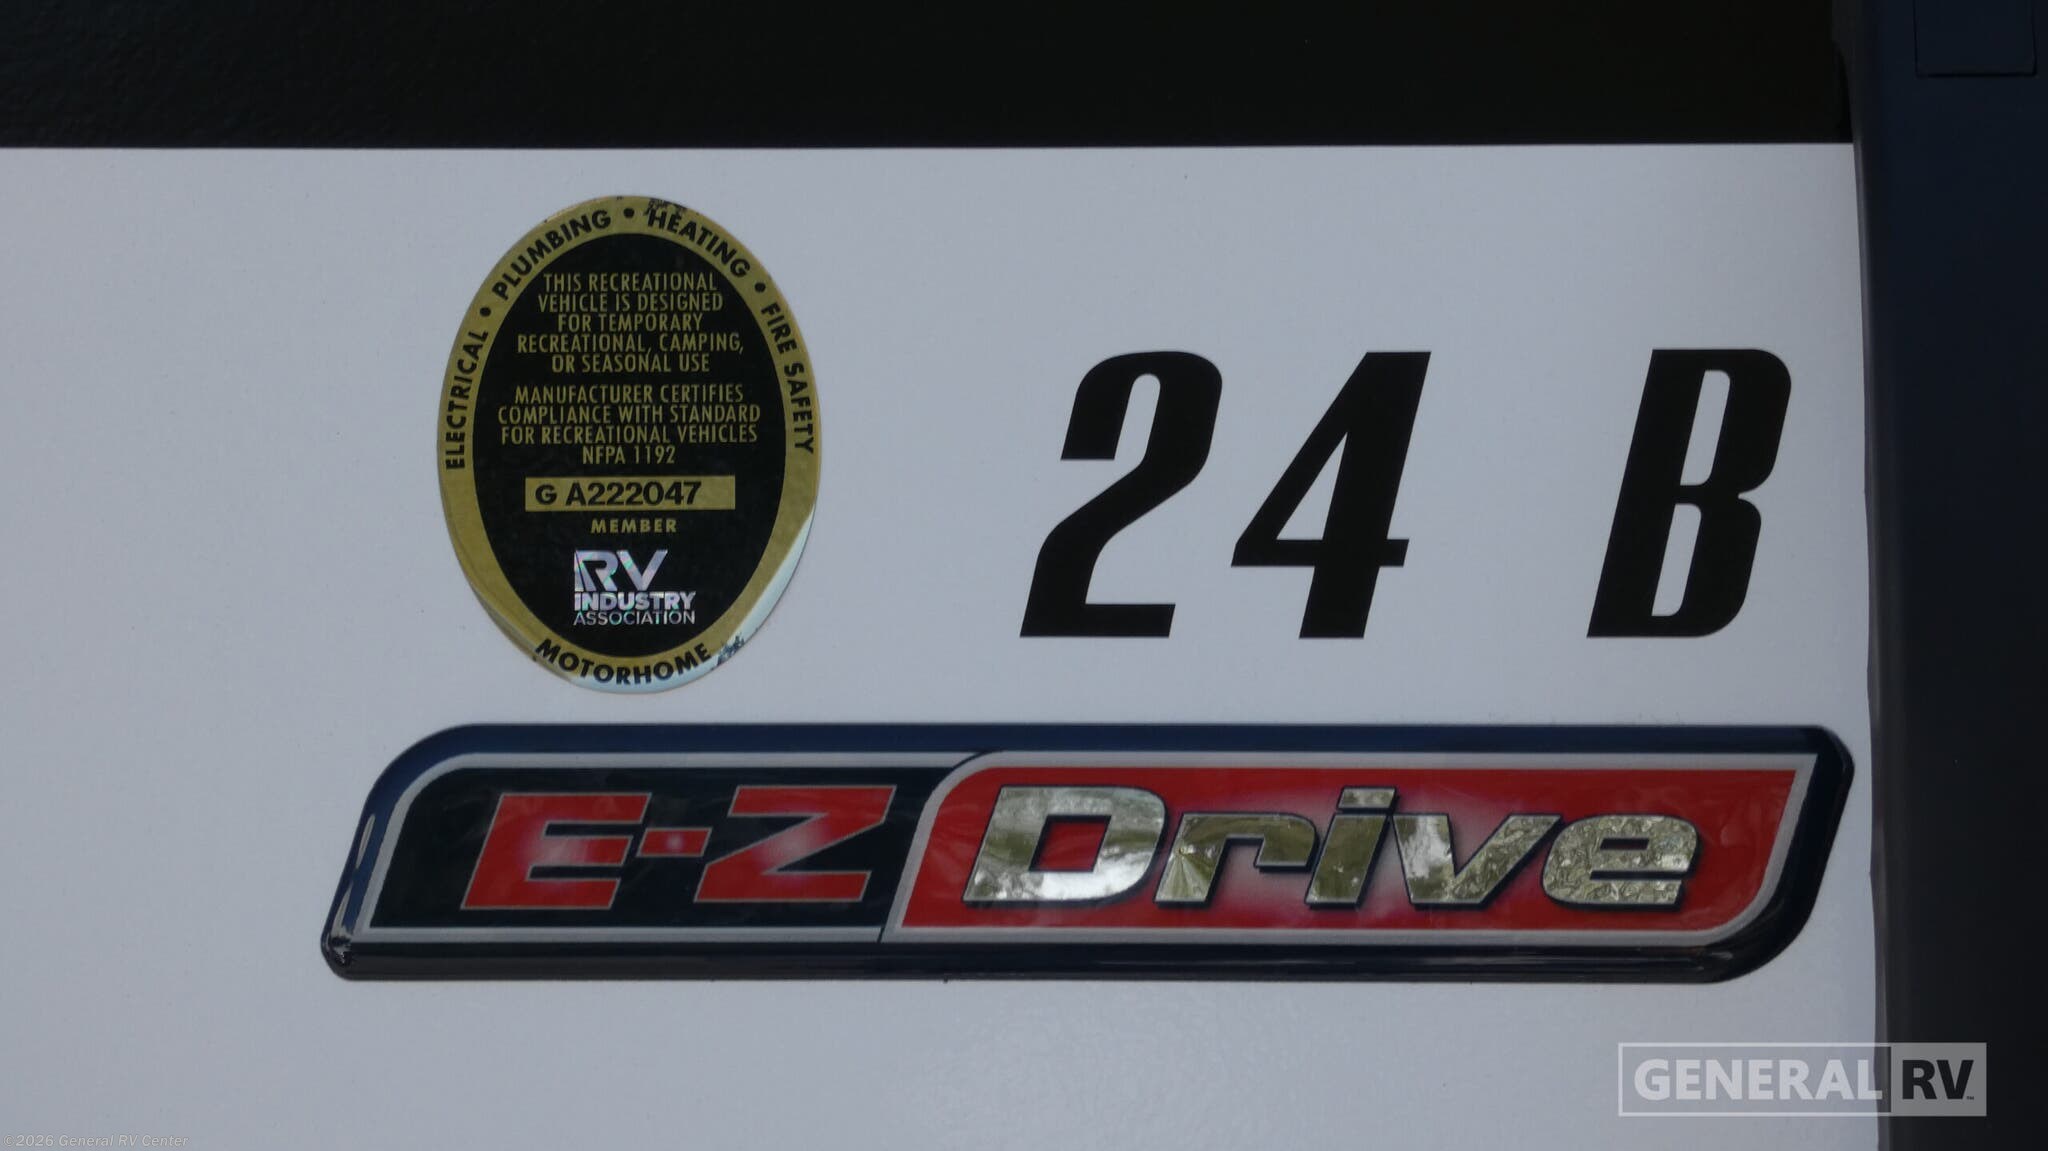 ELECTRICAL • PLUMBING • HEATING • FIRE SAFETY
THIS RECREATIONAL
VEHICLE IS DESIGNED
FOR TEMPORARY
RECREATIONAL, CAMPING,
OR SEASONAL USE
MANUFACTURER CERTIFIES
COMPLIANCE WITH STANDARD
FOR RECREATIONAL VEHICLES
NFPA 1192
G A222047
MEMBER
RV
INDUSTRY
ASSOCIATION
MOTORHOME
24 B
E-Z Drive
GENERAL RV™
©2026 General RV Center